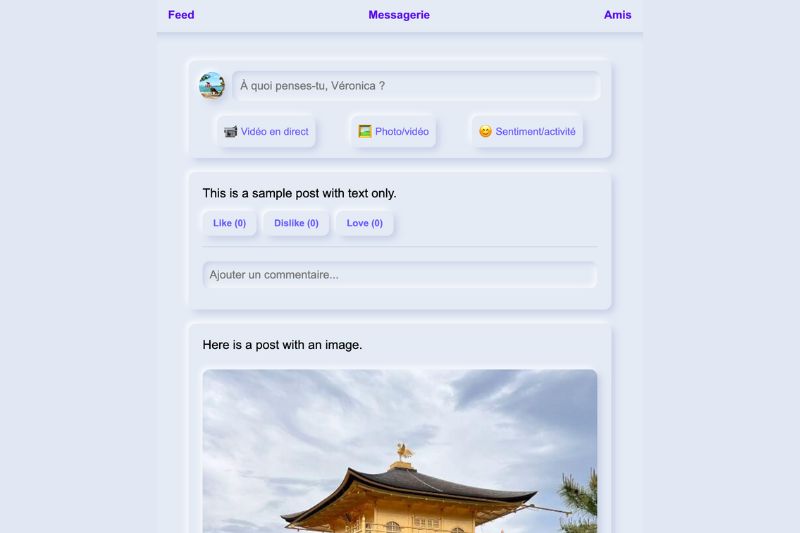 Feed Messagerie Amis
À quoi penses-tu, Véronica ?
Vidéo en direct Photo/vidéo Sentiment/activité
This is a sample post with text only.
Like (0) Dislike (0) Love (0)
Ajouter un commentaire...
Here is a post with an image.